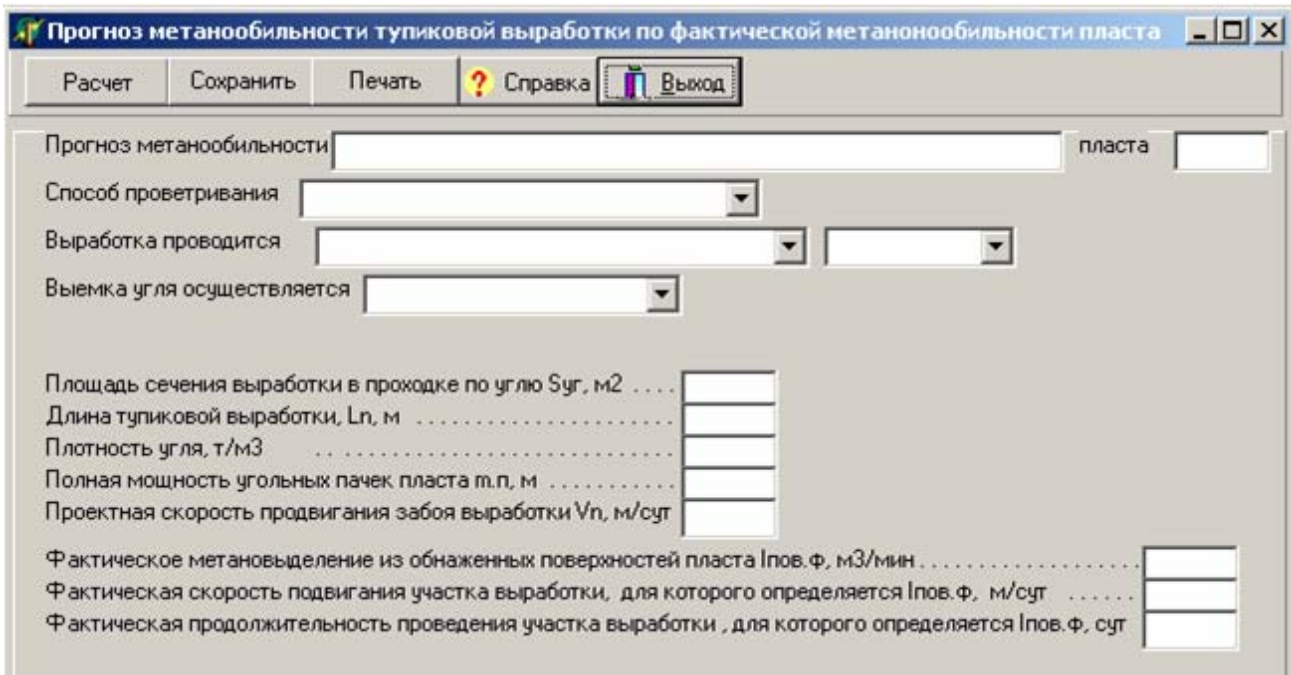 Прогноз метанообильности тупиковой выработки по фактической метанонообильности пласта
Расчет Сохранить Печать ? Справка Выход
Прогноз метанообильности пласта
Способ проветривания
Выработка проводится
Выемка угля осуществляется
Площадь сечения выработки в проходке по углю Sуг, м2 . . . .
Длина тупиковой выработки, Lп, м . . . . . . . . . . . . . . . . . . . . . .
Плотность угля, т/м3 . . . . . . . . . . . . . . . . . . . . . . . . . . . . . .
Полная мощность угольных пачек пласта m.п, м . . . . . . . . . . .
Проектная скорость продвигания забоя выработки Vп, м/сут
Фактическое метановыделение из обнаженных поверхностей пласта Iпов.ф, м3/мин . . . . . . . . . . . . . . . . . . .
Фактическая скорость подвигания участка выработки, для которого определяется Iпов.ф, м/сут . . . . . .
Фактическая продолжительность проведения участка выработки , для которого определяется Iпов.ф, сут